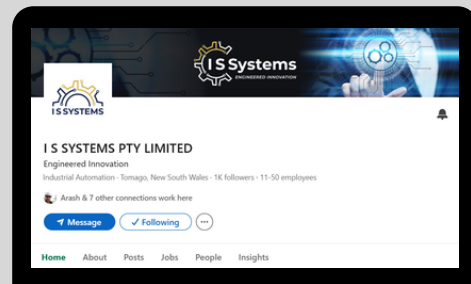 I S Systems
ENGINEERED INNOVATION
I S SYSTEMS
I S SYSTEMS PTY LIMITED
Engineered Innovation
Industrial Automation · Tomago, New South Wales · 1K followers · 11-50 employees
Arash & 7 other connections work here
Message
Following
Home About Posts Jobs People Insights